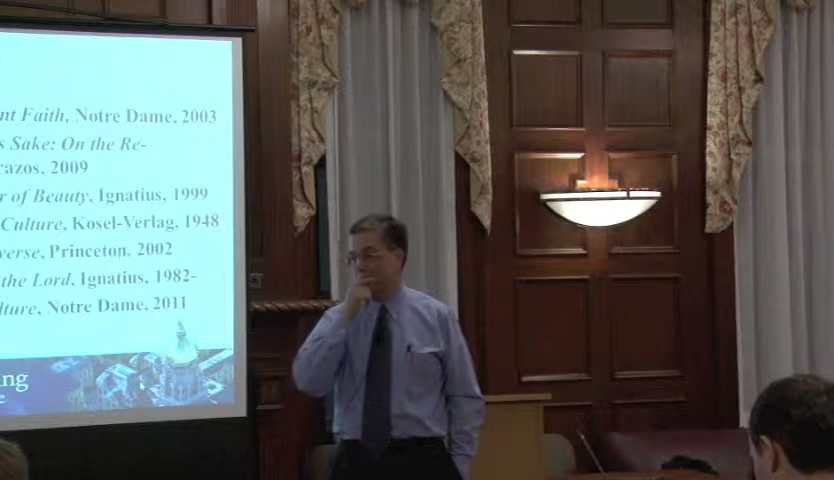 nt Faith, Notre Dame, 2003
s Sake: On the Re-
razos, 2009
r of Beauty, Ignatius, 1999
Culture, Kosel-Verlag, 1948
verse, Princeton, 2002
the Lord, Ignatius, 1982-
lture, Notre Dame, 2011
ng
e